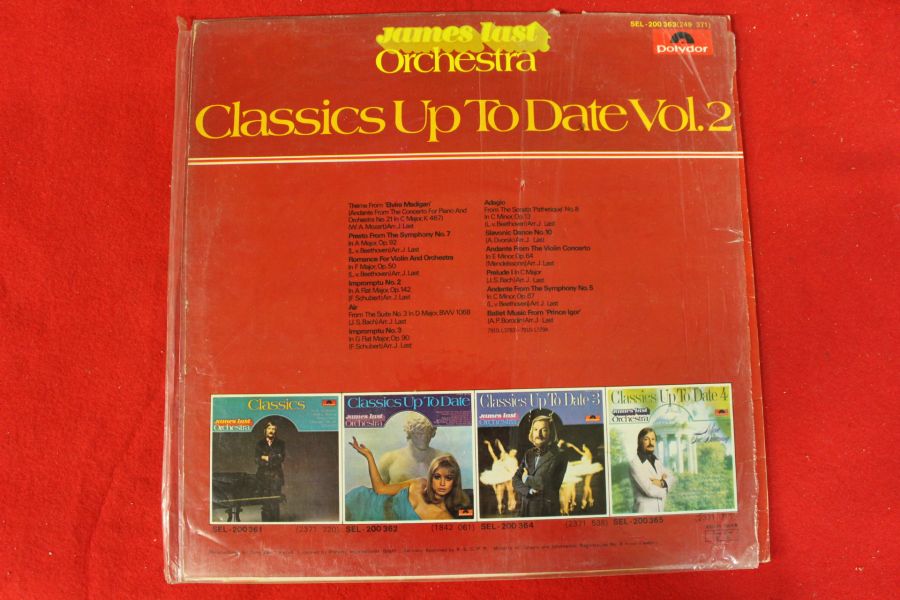 SEL-200 363(249 371)
polydor
james last
Orchestra
Classics Up To Date Vol.2
Theme From 'Elvira Madigan'
(Andante From The Concerto For Piano And
Orchestra No.21 In C Major, K 467)
(W.A. Mozart) Arr. J. Last
Presto From The Symphony No.7
In A Major, Op. 92
(L.v. Beethoven) Arr. J. Last
Romance For Violin And Orchestra
In F Major, Op. 50
(L.v. Beethoven) Arr. J. Last
Impromptu No. 2
In A Flat Major, Op. 142
(F. Schubert) Arr. J. Last
Air
From The Suite No. 3 In D Major, BWV 1068
(J.S. Bach) Arr. J. Last
Impromptu No. 3
In G Flat Major, Op. 90
(F. Schubert) Arr. J. Last
Adagio
From The Sonata 'Pathetique' No. 8
In C Minor, Op. 13
(L.v. Beethoven) Arr. J. Last
Slavonic Dance No. 10
(A. Dvorak) Arr. J. Last
Andante From The Violin Concerto
In E Minor, Op. 64
(Mendelssohn) Arr. J. Last
Prelude I In C Major
(J.S. Bach) Arr. J. Last
Andante From The Symphony No. 5
In C Minor, Op. 67
(L.v. Beethoven) Arr. J. Last
Ballet Music From 'Prince Igor'
(A.P. Borodin) Arr. J. Last
Classics
james last
Orchestra
Classics Up To Date
james last
Orchestra
Classics Up To Date 3
james last
Orchestra
Classics Up To Date 4
james last
Orchestra
SEL-200 361 (2371 220)
SEL-200 362 (1842 061)
SEL-200 364 (2371 538)
SEL-200 365